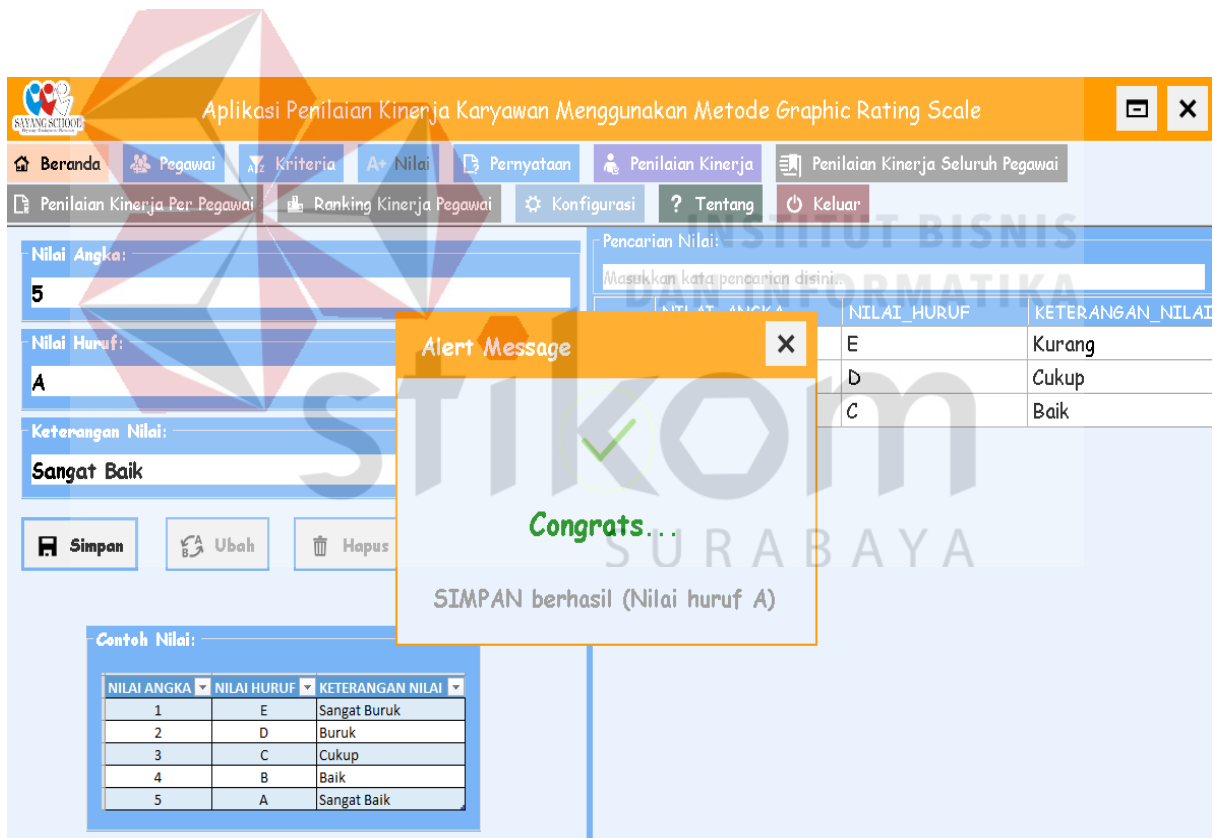 SAYANG SCHOOL
Aplikasi Penilaian Kinerja Karyawan Menggunakan Metode Graphic Rating Scale
Beranda Pegawai Kriteria A+ Nilai Pernyataan Penilaian Kinerja Penilaian Kinerja Seluruh Pegawai
Penilaian Kinerja Per Pegawai Ranking Kinerja Pegawai Konfigurasi ? Tentang Keluar
INSTITUT BISNIS
DAN INFORMATIKA
stikom
SURABAYA
Nilai Angka:
5
Nilai Huruf:
A
Keterangan Nilai:
Sangat Baik
Simpan Ubah Hapus
Contoh Nilai:
NILAI ANGKA NILAI HURUF KETERANGAN NILAI
1 E Sangat Buruk
2 D Buruk
3 C Cukup
4 B Baik
5 A Sangat Baik
Pencarian Nilai:
Masukkan kata pencarian disini..
NILAI_ANGKA NILAI_HURUF KETERANGAN_NILAI
E Kurang
D Cukup
C Baik
Alert Message
Congrats...
SIMPAN berhasil (Nilai huruf A)